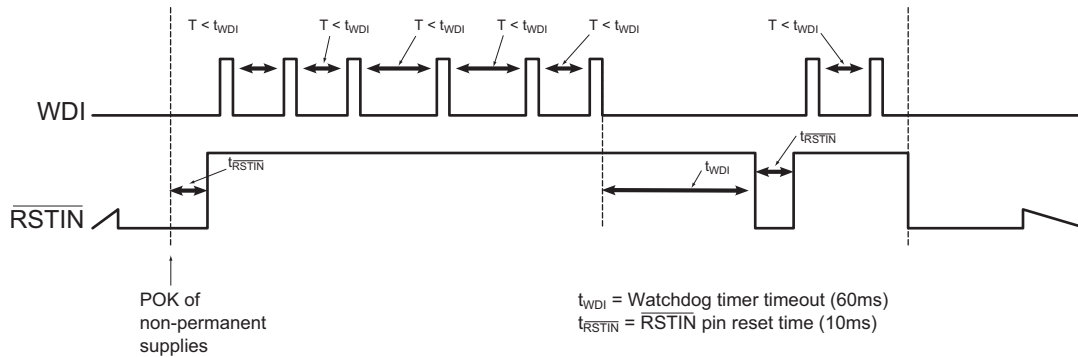 T < tWDI
T < tWDI
T < tWDI
T < tWDI
T < tWDI
T < tWDI
WDI
tRSTIN
tRSTIN
tWDI
RSTIN
POK of
non-permanent
supplies
tWDI = Watchdog timer timeout (60ms)
tRSTIN = RSTIN pin reset time (10ms)